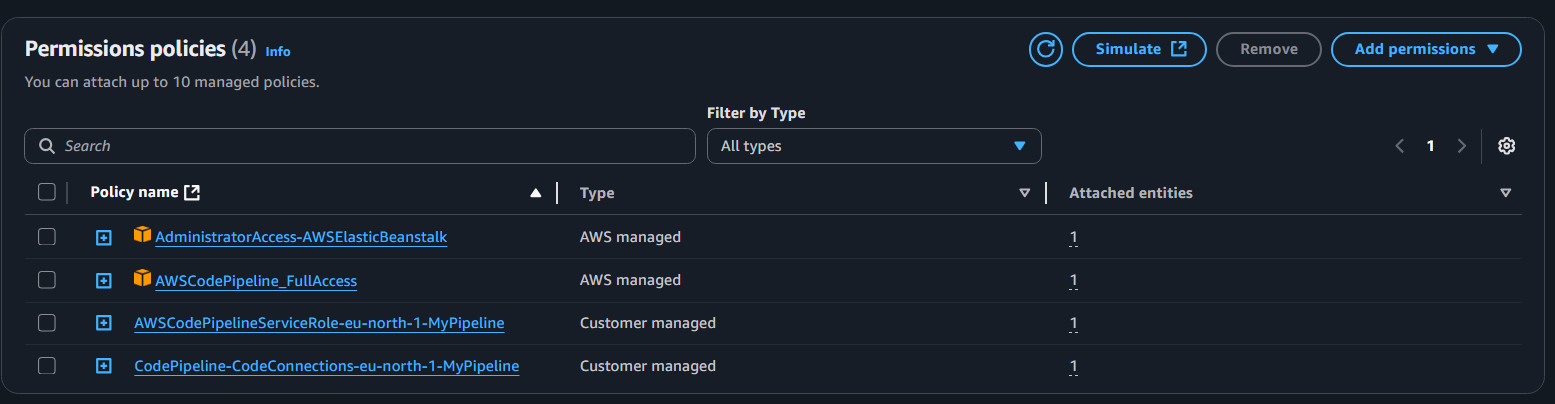 Permissions policies (4) Info
Simulate
Remove
Add permissions
You can attach up to 10 managed policies.
Filter by Type
Search
All types
1
Policy name
Type
Attached entities
AdministratorAccess-AWSElasticBeanstalk AWS managed 1
AWSCodePipeline_FullAccess AWS managed 1
AWSCodePipelineServiceRole-eu-north-1-MyPipeline Customer managed 1
CodePipeline-CodeConnections-eu-north-1-MyPipeline Customer managed 1